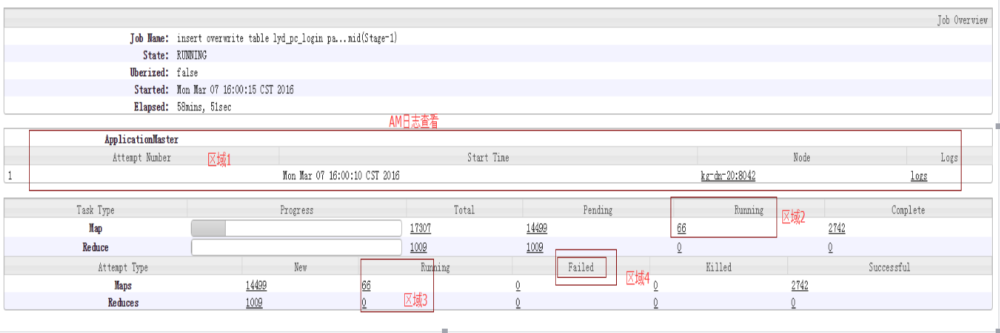 Job Overview
Job Name: insert overwrite table lyd_pc_login pa...mid(Stage-1)
State: RUNNING
Uberized: false
Started: Mon Mar 07 16:00:15 CST 2016
Elapsed: 58mins, 51sec
AM日志查看
ApplicationMaster
Attempt Number 区域1 Start Time Node Logs
1 Mon Mar 07 16:00:10 CST 2016 kg-dn-20:8042 logs
Task Type Progress Total Pending Running 区域2 Complete
Map 17307 14499 66 2742
Reduce 1009 1009 0 0
Attempt Type New Running Failed 区域4 Killed Successful
Maps 14499 66 0 0 2742
Reduces 1009 0 区域3 0 0 0